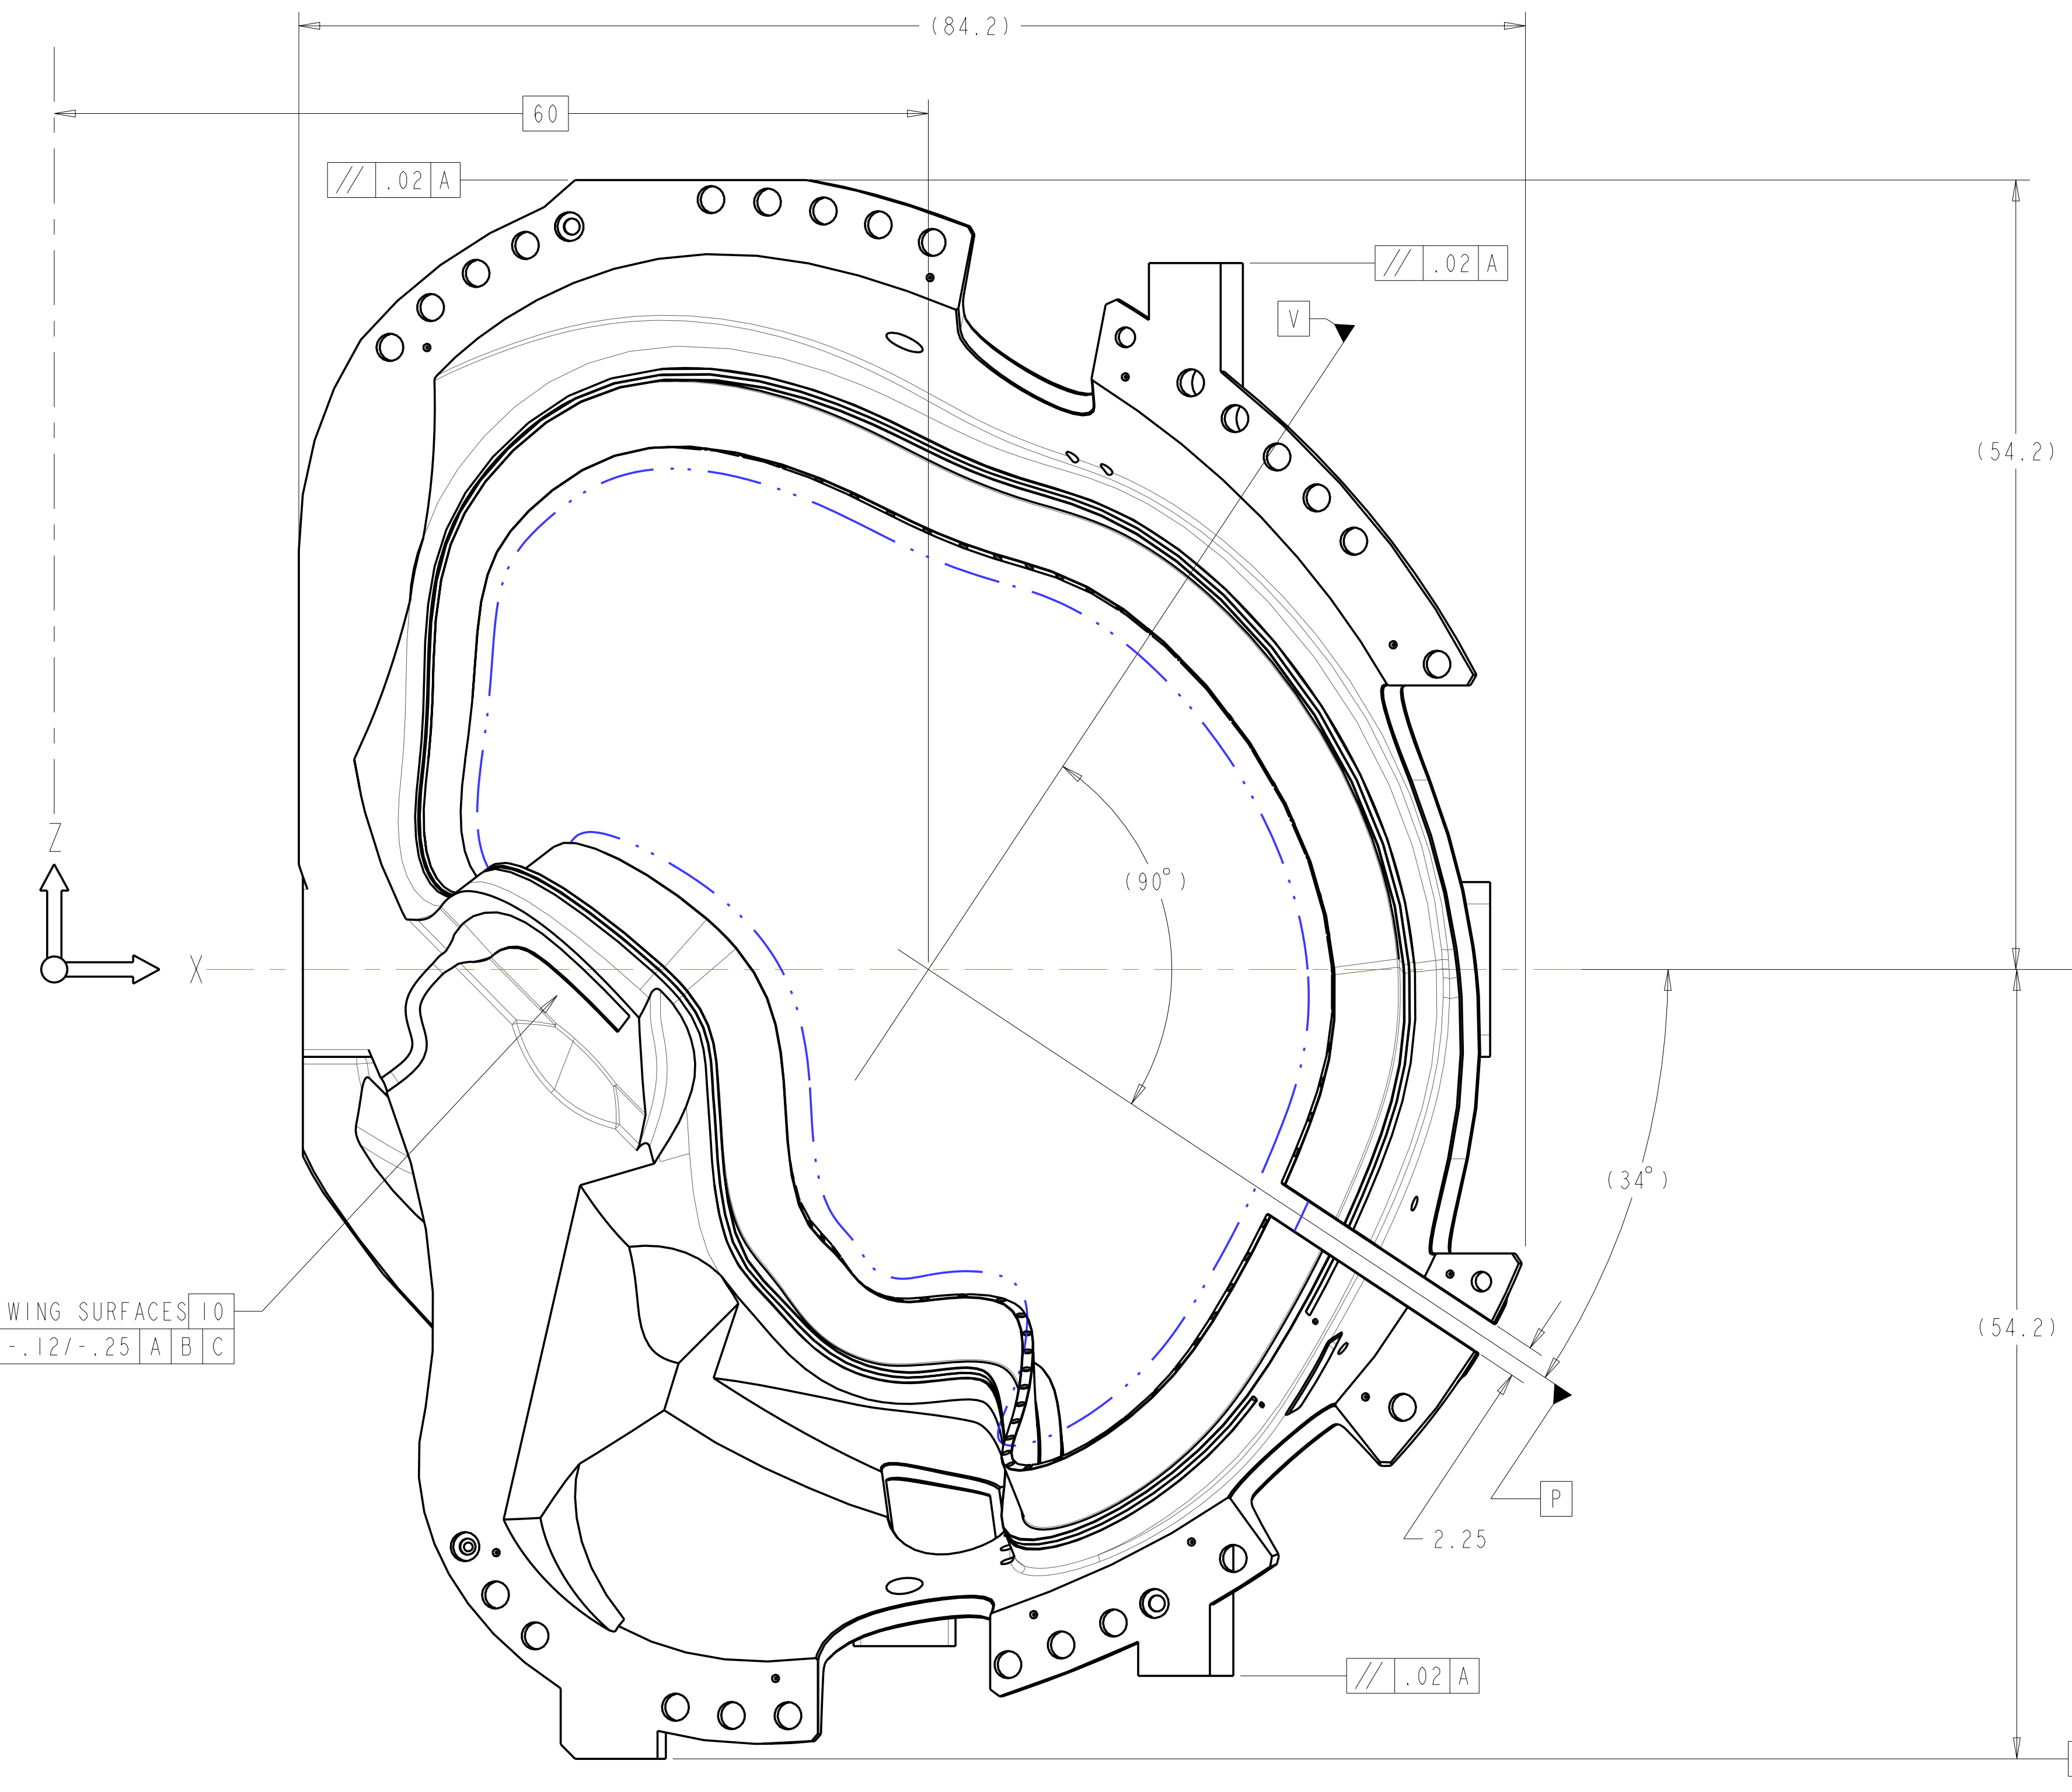 (84.2)
60
// .02 A
// .02 A
V
(54.2)
Z
(90°)
X
(34°)
WING SURFACES 10
-.12/-.25 A B C
(54.2)
P
2.25
// .02 A